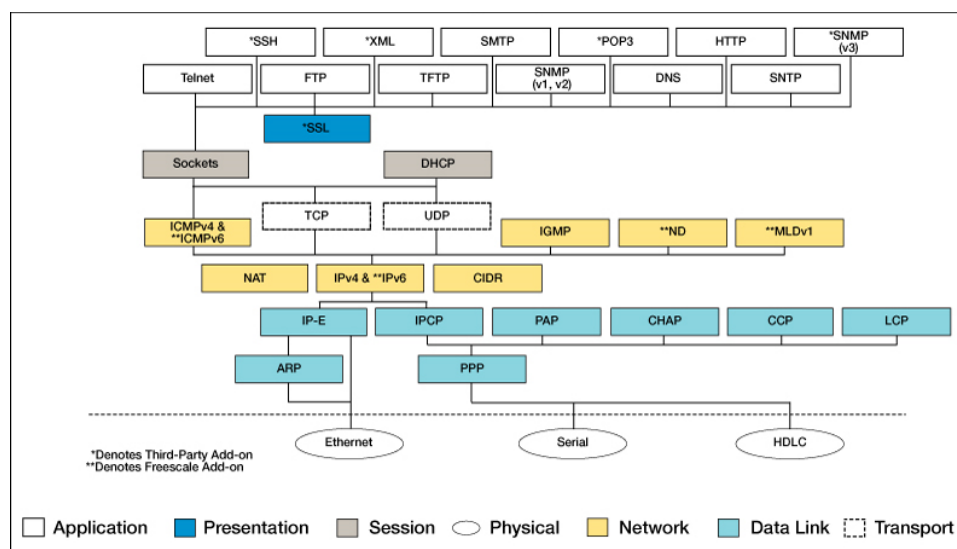 *SSH
*XML
SMTP
*POP3
HTTP
*SNMP
(v3)
Telnet
FTP
TFTP
SNMP
(v1, v2)
DNS
SNTP
*SSL
Sockets
DHCP
ICMPv4 &
**ICMPv6
TCP
UDP
IGMP
**ND
**MLDv1
NAT
IPv4 & **IPv6
CIDR
IP-E
IPCP
PAP
CHAP
CCP
LCP
ARP
PPP
Ethernet
Serial
HDLC
*Denotes Third-Party Add-on
**Denotes Freescale Add-on
Application
Presentation
Session
Physical
Network
Data Link
Transport